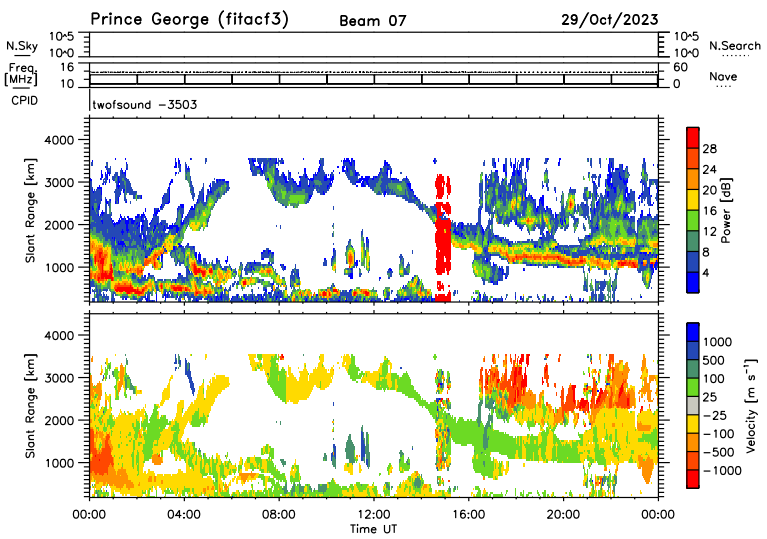 Prince George (fitacf3) Beam 07 29/Oct/2023
10^5 10^5
N.Sky N.Search
10^0 10^0
Freq. 16 60
[MHz] Nave
10 0
CPID twofsound -3503
4000
3000
2000
1000
Slant Range [km]
28
24
20
16
12
8
4
Power [dB]
4000
3000
2000
1000
Slant Range [km]
1000
500
100
25
-25
-100
-500
-1000
Velocity [m s⁻¹]
00:00 04:00 08:00 12:00 16:00 20:00 00:00
Time UT